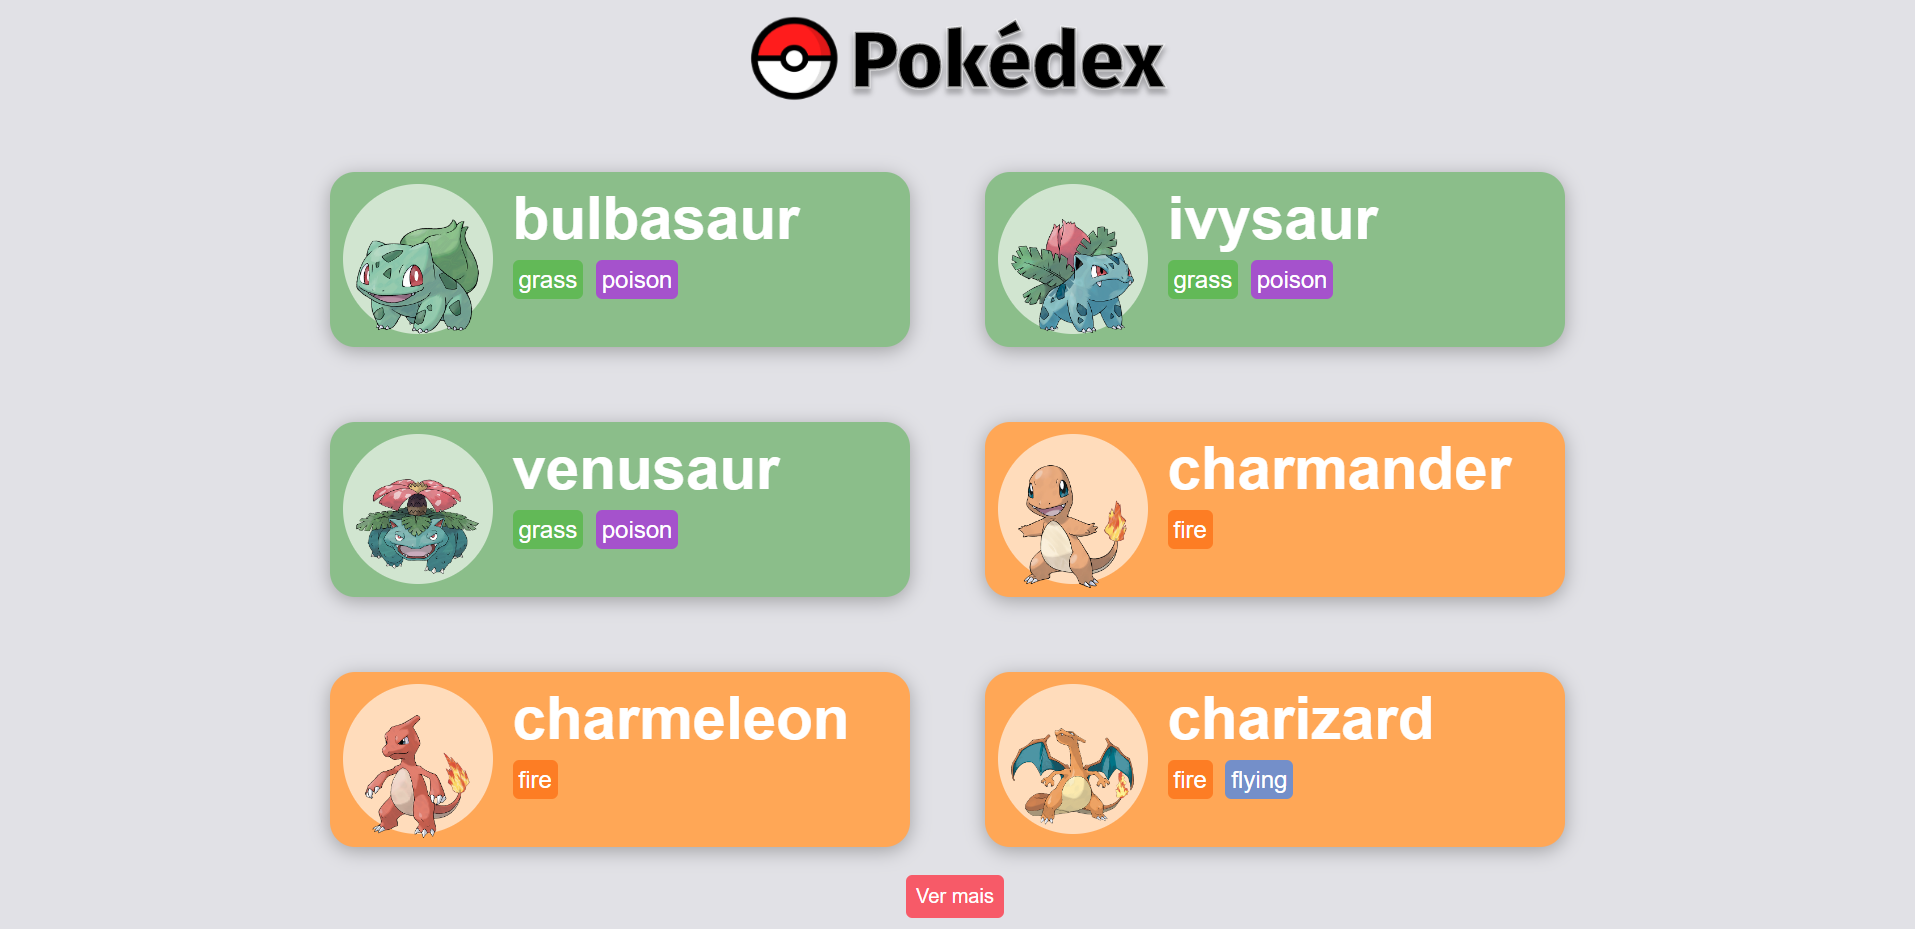 Pokédex
bulbasaur
grass poison
ivysaur
grass poison
venusaur
grass poison
charmander
fire
charmeleon
fire
charizard
fire flying
Ver mais